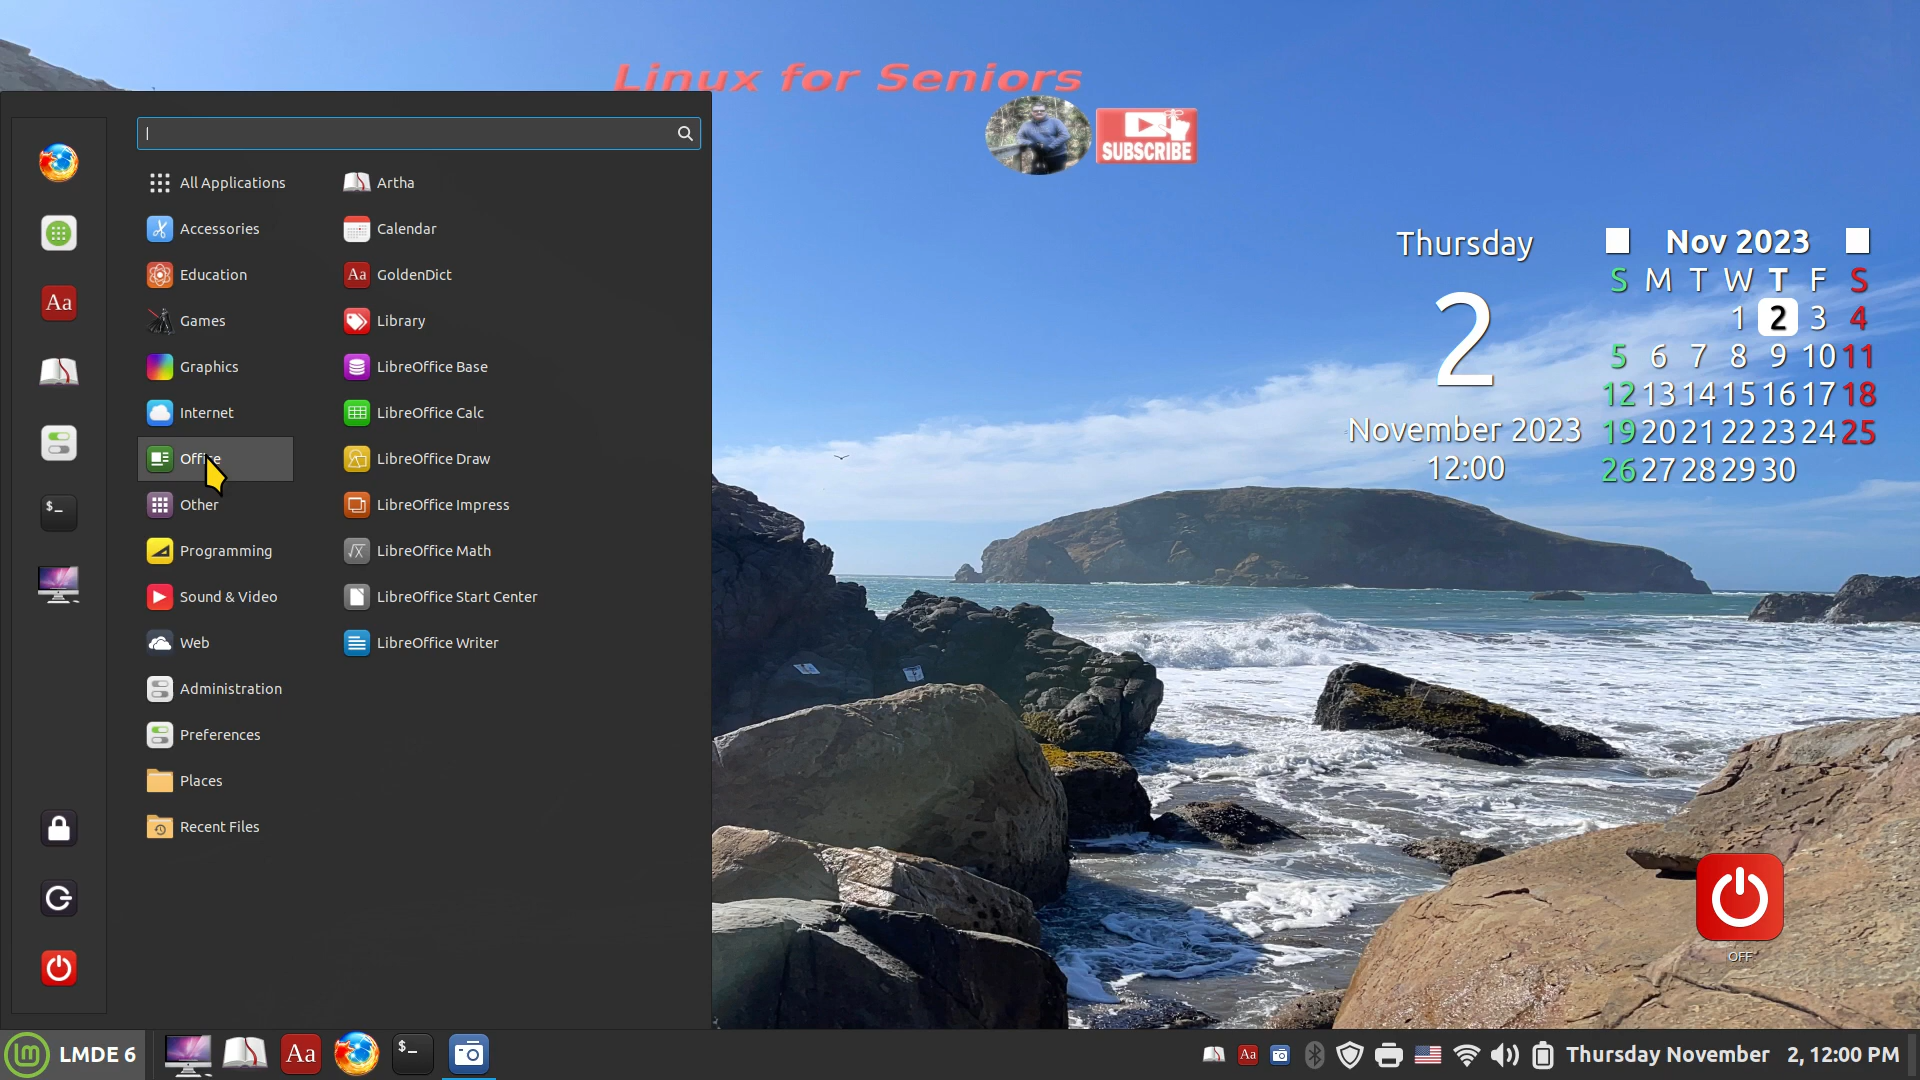 Linux for Seniors
SUBSCRIBE
All Applications
Accessories
Education
Games
Graphics
Internet
Office
Other
Programming
Sound & Video
Web
Administration
Preferences
Places
Recent Files
Artha
Calendar
Aa GoldenDict
Library
LibreOffice Base
LibreOffice Calc
LibreOffice Draw
LibreOffice Impress
LibreOffice Math
LibreOffice Start Center
LibreOffice Writer
Aa
$_
Thursday
2
November 2023
12:00
Nov 2023
S M T W T F S
1 2 3 4
5 6 7 8 9 10 11
12 13 14 15 16 17 18
19 20 21 22 23 24 25
26 27 28 29 30
OFF
LMDE 6
Aa
$_
Aa
Thursday November 2, 12:00 PM